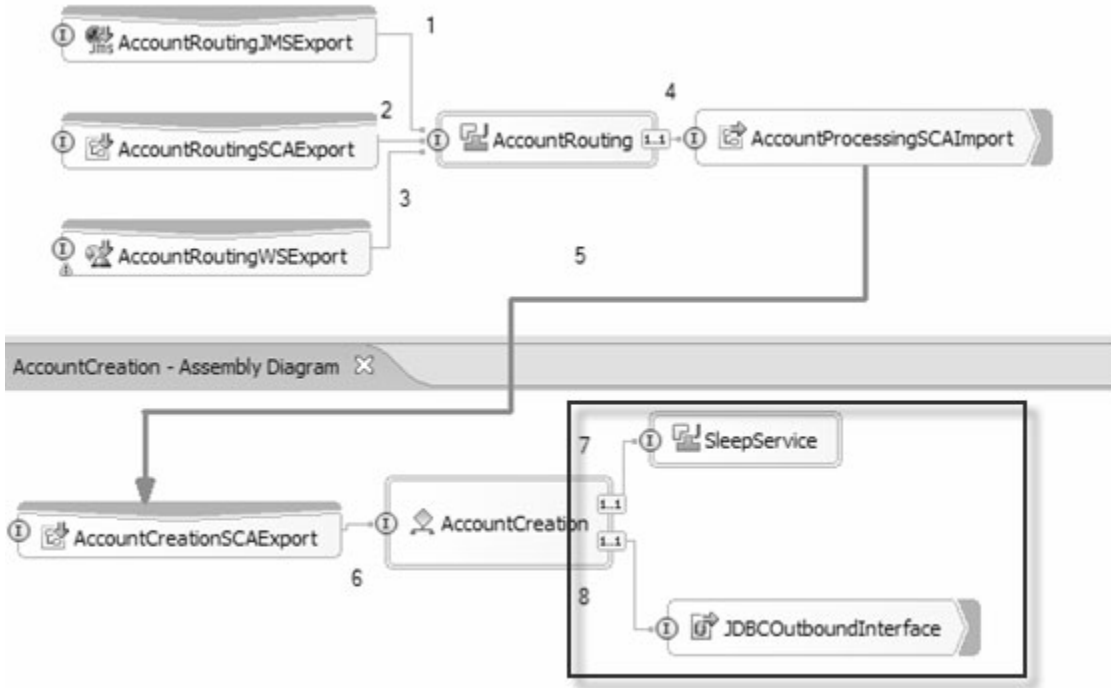 1
AccountRoutingJMSExport
Jms
2
4
AccountRoutingSCAExport
AccountRouting
1..1
AccountProcessingSCAImport
3
AccountRoutingWSExport
5
AccountCreation - Assembly Diagram
7
SleepService
1..1
AccountCreationSCAExport
AccountCreation
1..1
6
8
JDBCOutboundInterface